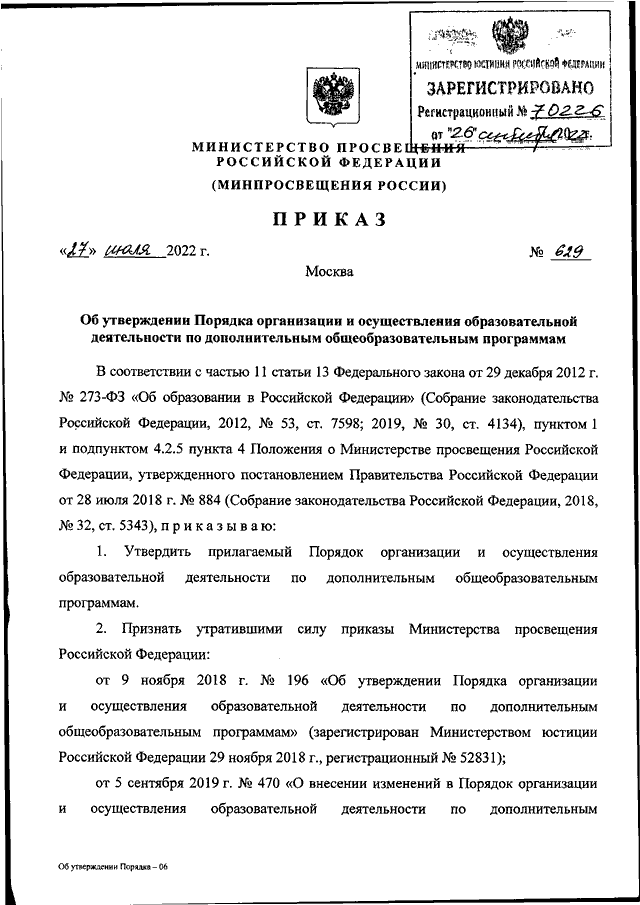 МИНИСТЕРСТВО ЮСТИЦИИ РОССИЙСКОЙ ФЕДЕРАЦИИ
ЗАРЕГИСТРИРОВАНО
Регистрационный № 70226
от "26" сентября 2022г.
МИНИСТЕРСТВО ПРОСВЕЩЕНИЯ
РОССИЙСКОЙ ФЕДЕРАЦИИ
(МИНПРОСВЕЩЕНИЯ РОССИИ)
ПРИКАЗ
«27» июля 2022 г. № 629
Москва
Об утверждении Порядка организации и осуществления образовательной
деятельности по дополнительным общеобразовательным программам
В соответствии с частью 11 статьи 13 Федерального закона от 29 декабря 2012 г.
№ 273-ФЗ «Об образовании в Российской Федерации» (Собрание законодательства
Российской Федерации, 2012, № 53, ст. 7598; 2019, № 30, ст. 4134), пунктом 1
и подпунктом 4.2.5 пункта 4 Положения о Министерстве просвещения Российской
Федерации, утвержденного постановлением Правительства Российской Федерации
от 28 июля 2018 г. № 884 (Собрание законодательства Российской Федерации, 2018,
№ 32, ст. 5343), приказываю:
1. Утвердить прилагаемый Порядок организации и осуществления
образовательной деятельности по дополнительным общеобразовательным
программам.
2. Признать утратившими силу приказы Министерства просвещения
Российской Федерации:
от 9 ноября 2018 г. № 196 «Об утверждении Порядка организации
и осуществления образовательной деятельности по дополнительным
общеобразовательным программам» (зарегистрирован Министерством юстиции
Российской Федерации 29 ноября 2018 г., регистрационный № 52831);
от 5 сентября 2019 г. № 470 «О внесении изменений в Порядок организации
и осуществления образовательной деятельности по дополнительным
Об утверждении Порядка – 06